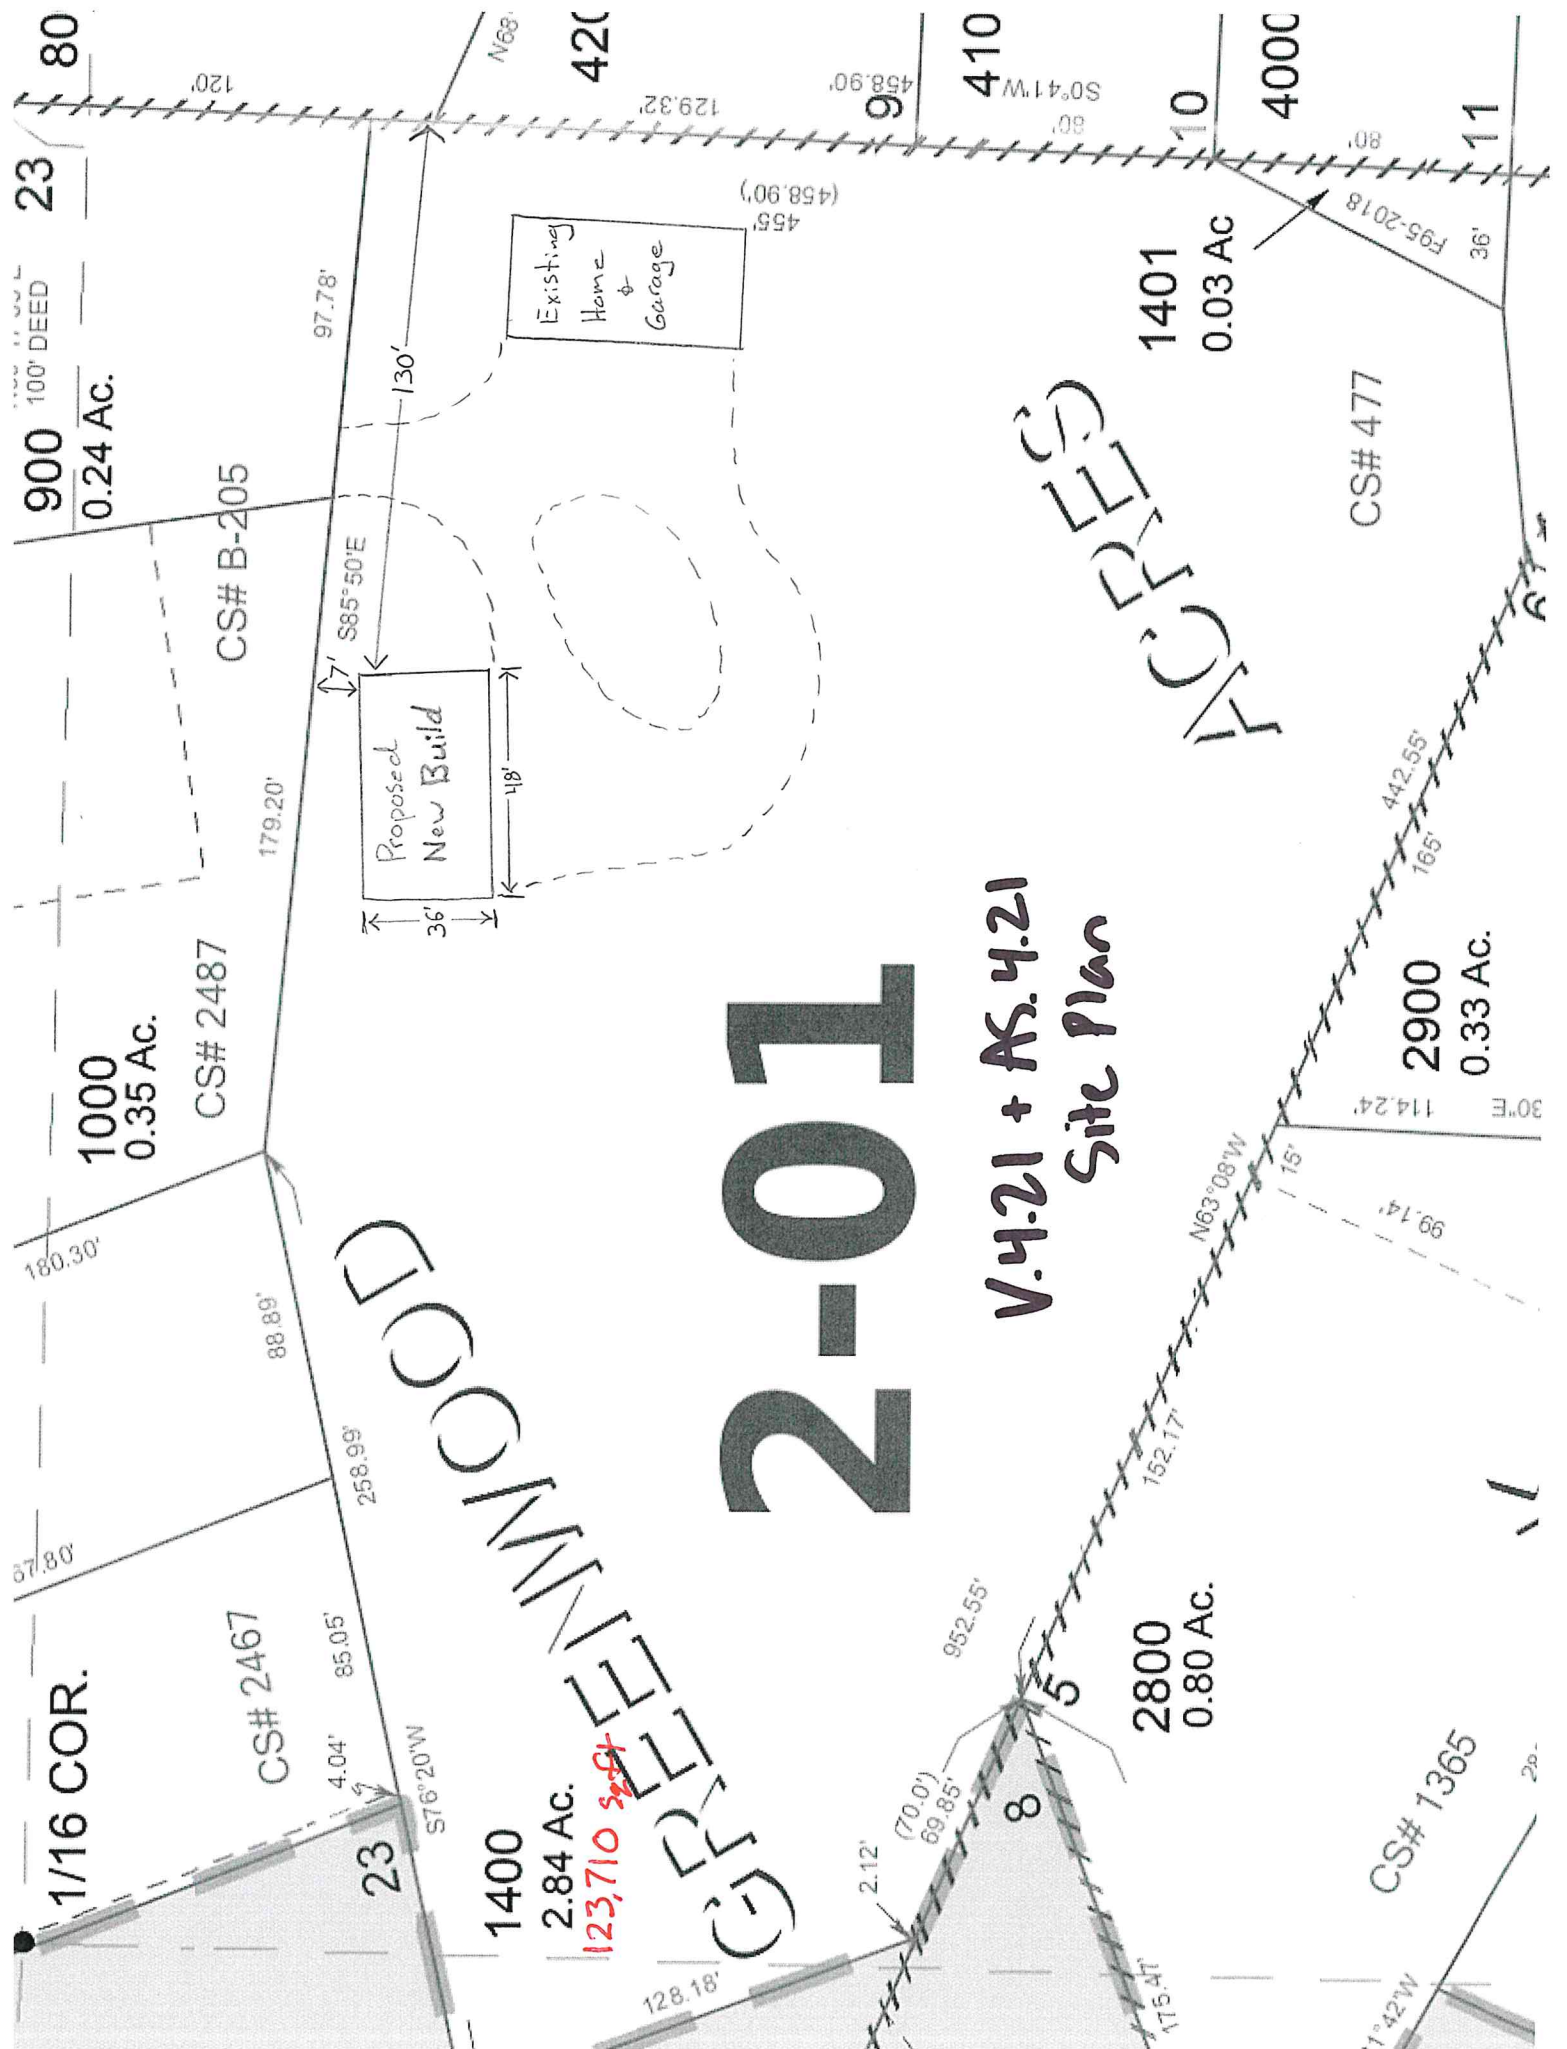 80
120'
N68°
420
129.32'
458.90'
9
410
S0°41'W
80'
10
4000
80'
11
23
100' DEED
900
0.24 Ac.
97.78'
130'
Existing
Home
&
Garage
455'
(458.90')
1401
0.03 Ac
F95-2018
36'
CS# B-205
S85°50'E
7'
179.20'
Proposed
New Build
48'
36'
CS# 477
1000
0.35 Ac.
CS# 2487
GREENWOOD
ACRES
2-01
V.4.21 + AS.4.21
Site Plan
442.55'
165'
6
2900
0.33 Ac.
114.24'
30"E
N63°08'W
15'
99.14'
152.17'
180.30'
88.89'
258.99'
67.80'
1/16 COR.
CS# 2467
85.05'
4.04'
S76°20'W
23
1400
2.84 Ac.
123,710 sqft
952.55'
5
2800
0.80 Ac.
(70.0')
69.85'
8
2.12'
128.18'
175.47'
CS# 1365
1°42'W